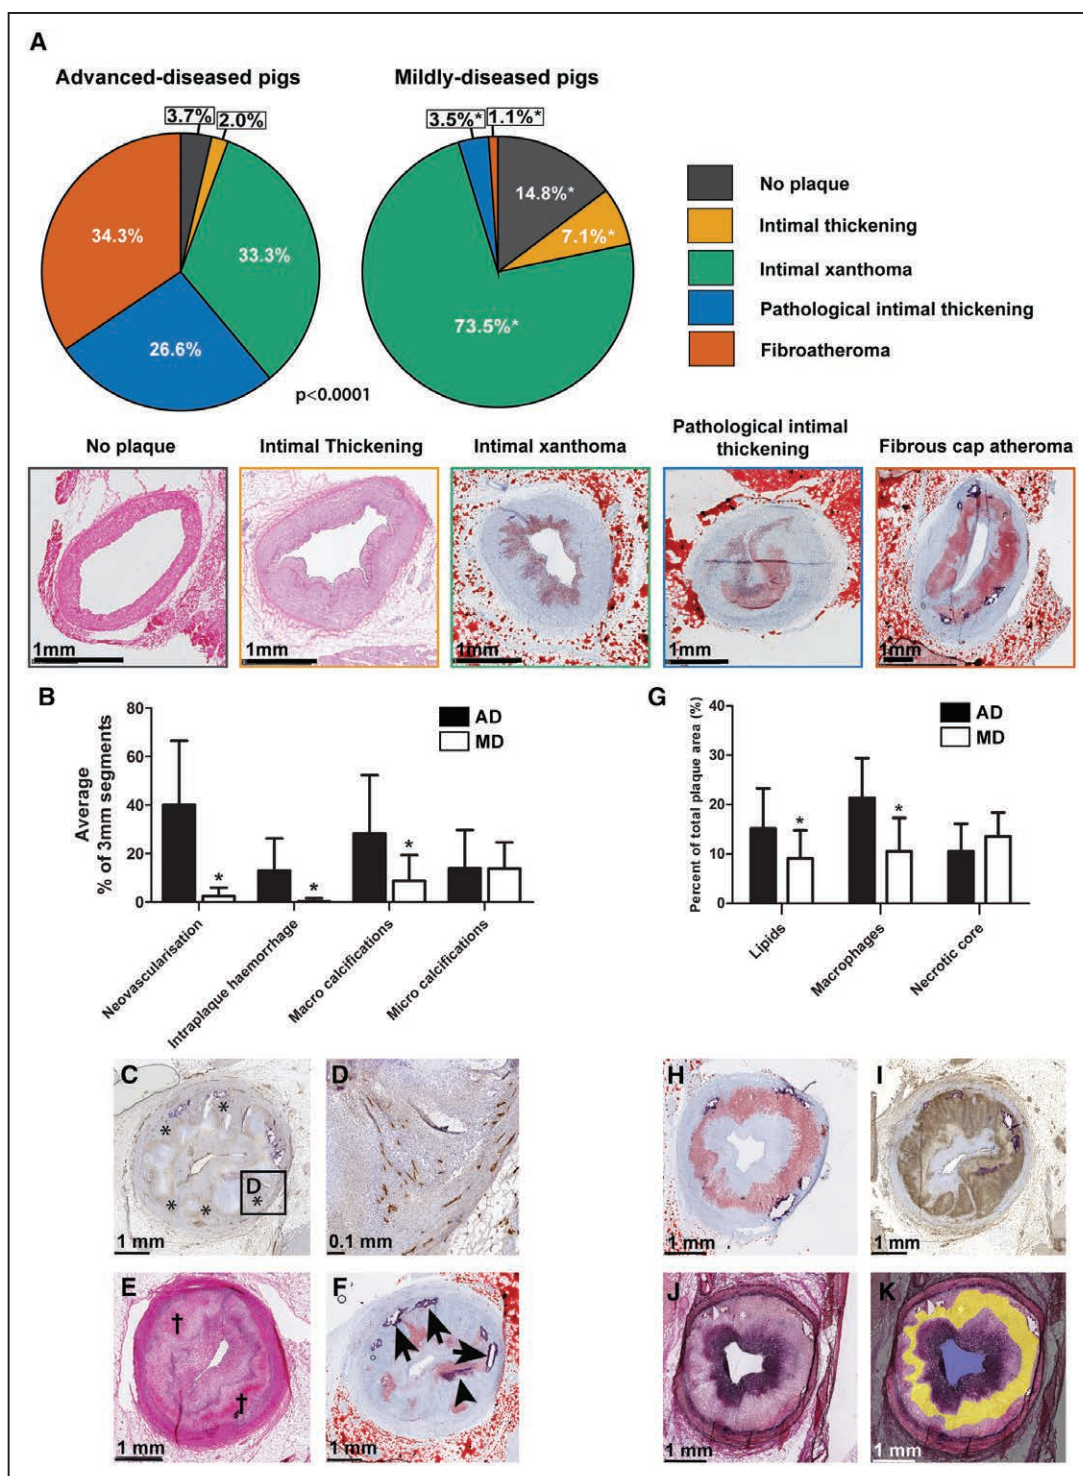 A
Advanced-diseased pigs
Mildly-diseased pigs
3.7%
2.0%
34.3%
33.3%
26.6%
3.5%*
1.1%*
14.8%*
7.1%*
73.5%*
p<0.0001
No plaque
Intimal thickening
Intimal xanthoma
Pathological intimal thickening
Fibroatheroma
No plaque
Intimal Thickening
Intimal xanthoma
Pathological intimal
thickening
Fibrous cap atheroma
1mm
1mm
1mm
1mm
1mm
B
Average
% of 3mm segments
80
60
40
20
0
AD
MD
*
*
*
Neovascularisation
Intraplaque haemorrhage
Macro calcifications
Micro calcifications
G
Percent of total plaque area (%)
40
30
20
10
0
AD
MD
*
*
Lipids
Macrophages
Necrotic core
C
*
*
*
*
*
D
*
1 mm
D
0.1 mm
H
1 mm
I
1 mm
E
†
†
1 mm
F
1 mm
J
*
1 mm
K
*
1 mm